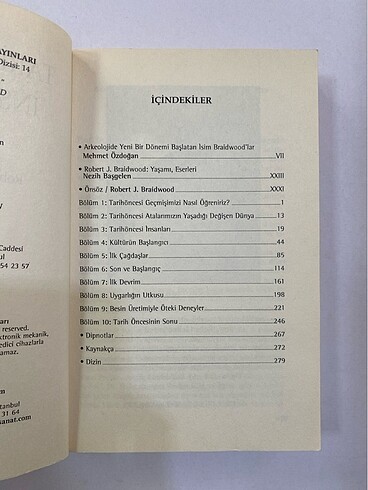 AYINLARI
Dizisi: 14
İÇİNDEKİLER
• Arkeolojide Yeni Bir Dönemi Başlatan İsim Braidwood'lar
Mehmet Özdoğan VII
• Robert J. Braidwood: Yaşamı, Eserleri
Nezih Başgelen XXIII
• Önsöz / Robert J. Braidwood XXXI
Bölüm 1: Tarihöncesi Geçmişimizi Nasıl Öğreniriz? 1
Bölüm 2: Tarihöncesi Atalarımızın Yaşadığı Değişen Dünya 13
Bölüm 3: Tarihöncesi İnsanları 19
Bölüm 4: Kültürün Başlangıcı 44
Bölüm 5: İlk Çağdaşlar 85
Bölüm 6: Son ve Başlangıç 114
Bölüm 7: İlk Devrim 161
Bölüm 8: Uygarlığın Utkusu 198
Bölüm 9: Besin Üretimiyle Öteki Deneyler 221
Bölüm 10: Tarih Öncesinin Sonu 246
• Dipnotlar 267
• Kaynakça 272
• Dizin 279
Caddesi
ul
54 23 57
arı
reserved.
ektronik mekanik,
edici cihazlarla
amaz.
m
stanbul
31 64
sanat.com